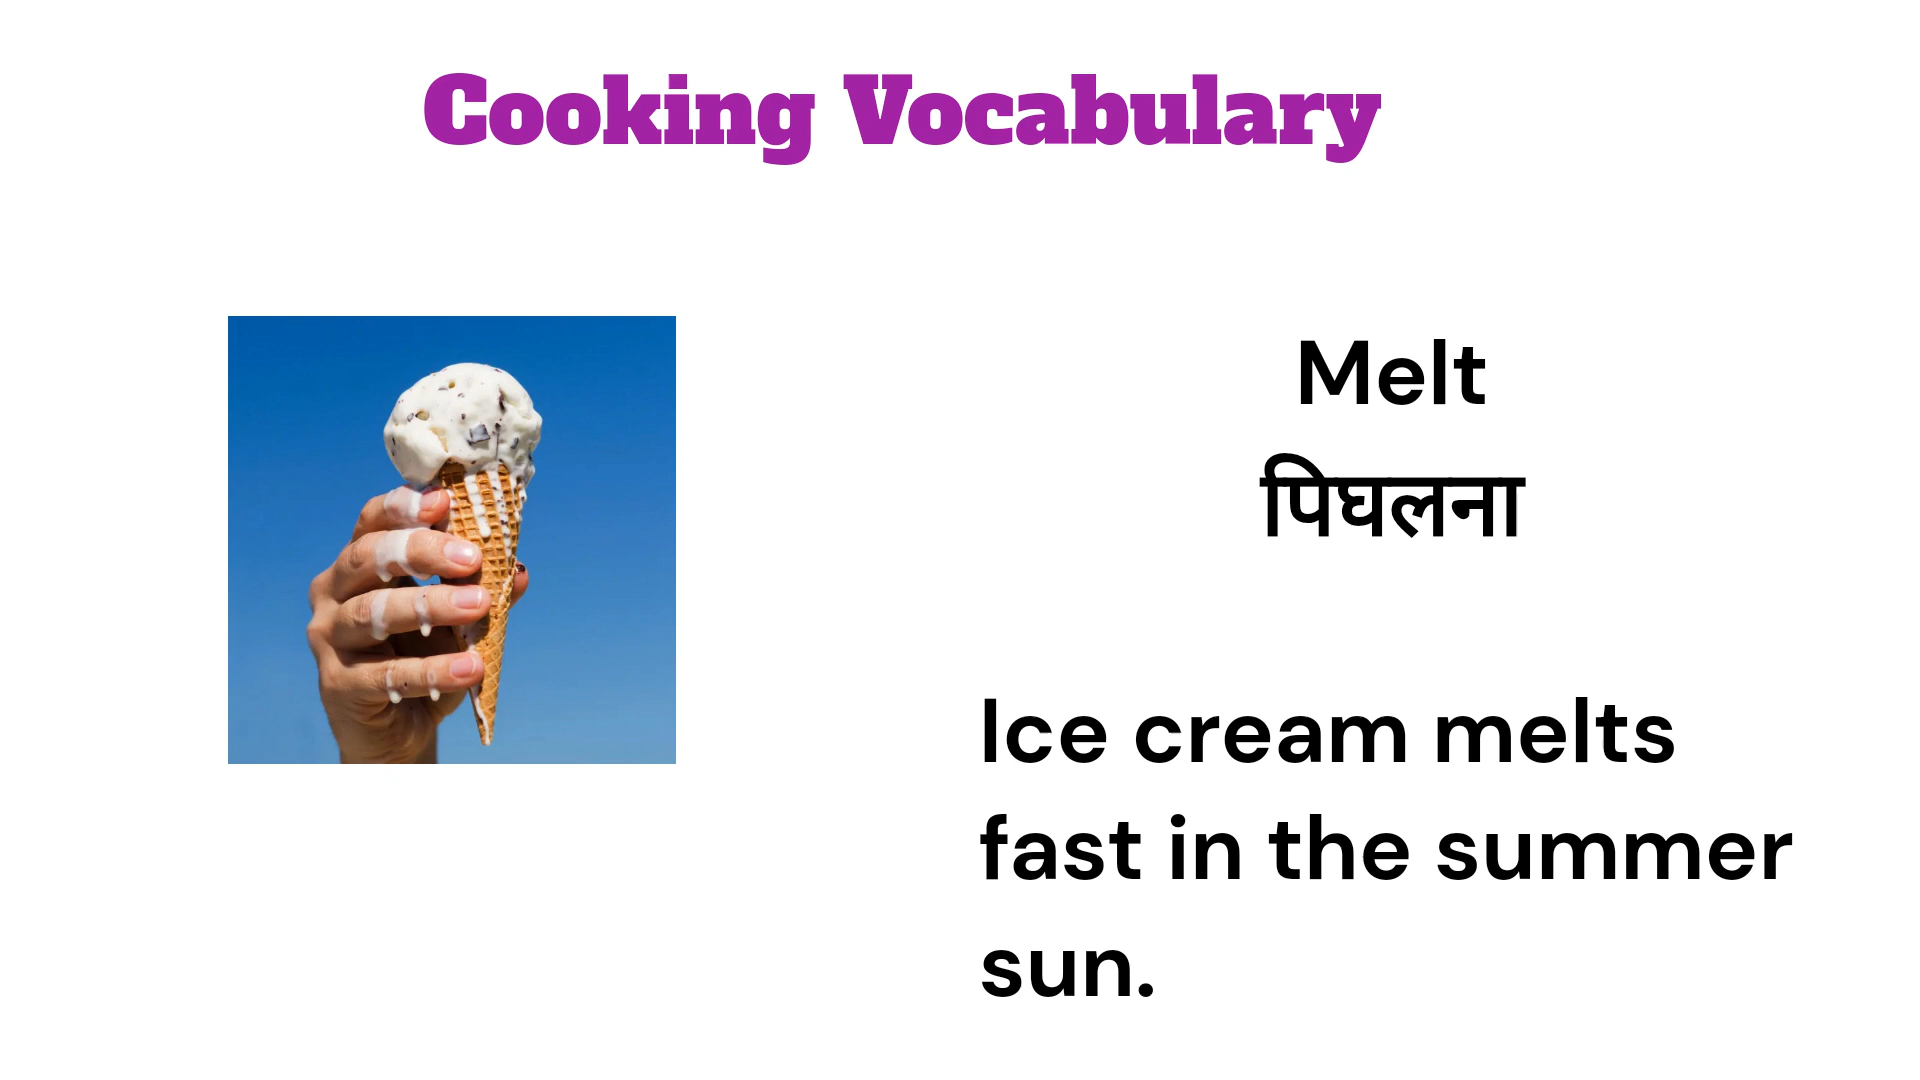 Cooking Vocabulary
Melt
पिघलना
Ice cream melts
fast in the summer
sun.